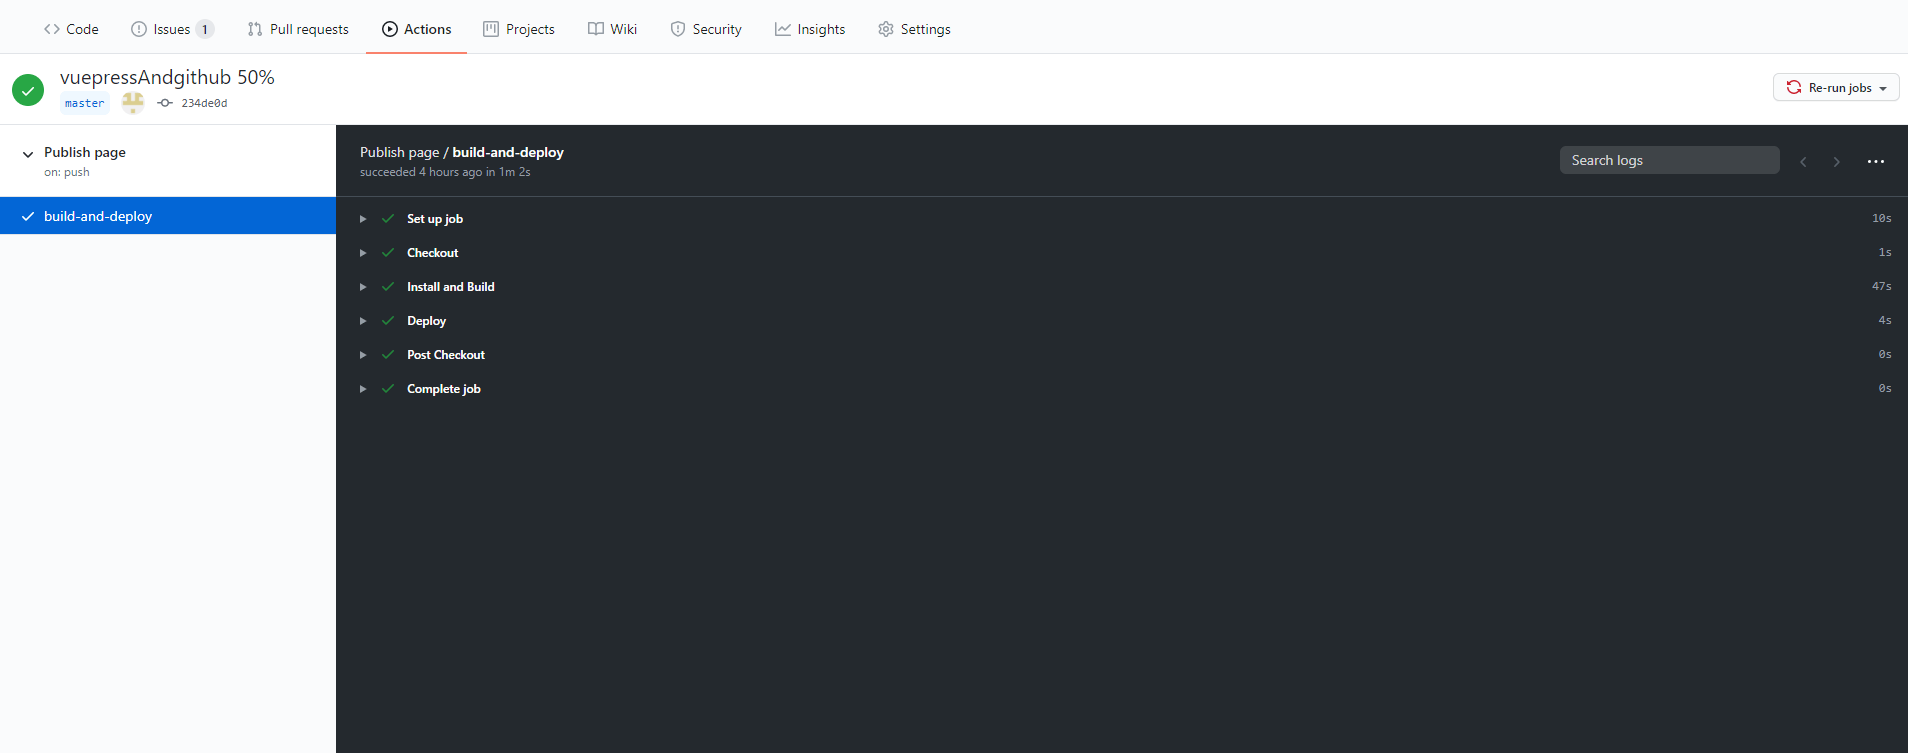 Code Issues 1 Pull requests Actions Projects Wiki Security Insights Settings
vuepressAndgithub 50%
master 234de0d
Re-run jobs
Publish page
on: push
build-and-deploy
Publish page / build-and-deploy
succeeded 4 hours ago in 1m 2s
Search logs
Set up job 10s
Checkout 1s
Install and Build 47s
Deploy 4s
Post Checkout 0s
Complete job 0s